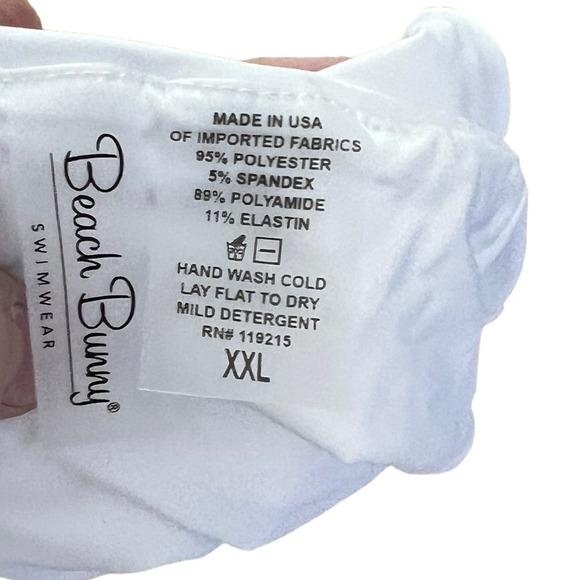 Beach Bunny®
SWIMWEAR
MADE IN USA
OF IMPORTED FABRICS
95% POLYESTER
5% SPANDEX
89% POLYAMIDE
11% ELASTIN
HAND WASH COLD
LAY FLAT TO DRY
MILD DETERGENT
RN# 119215
XXL